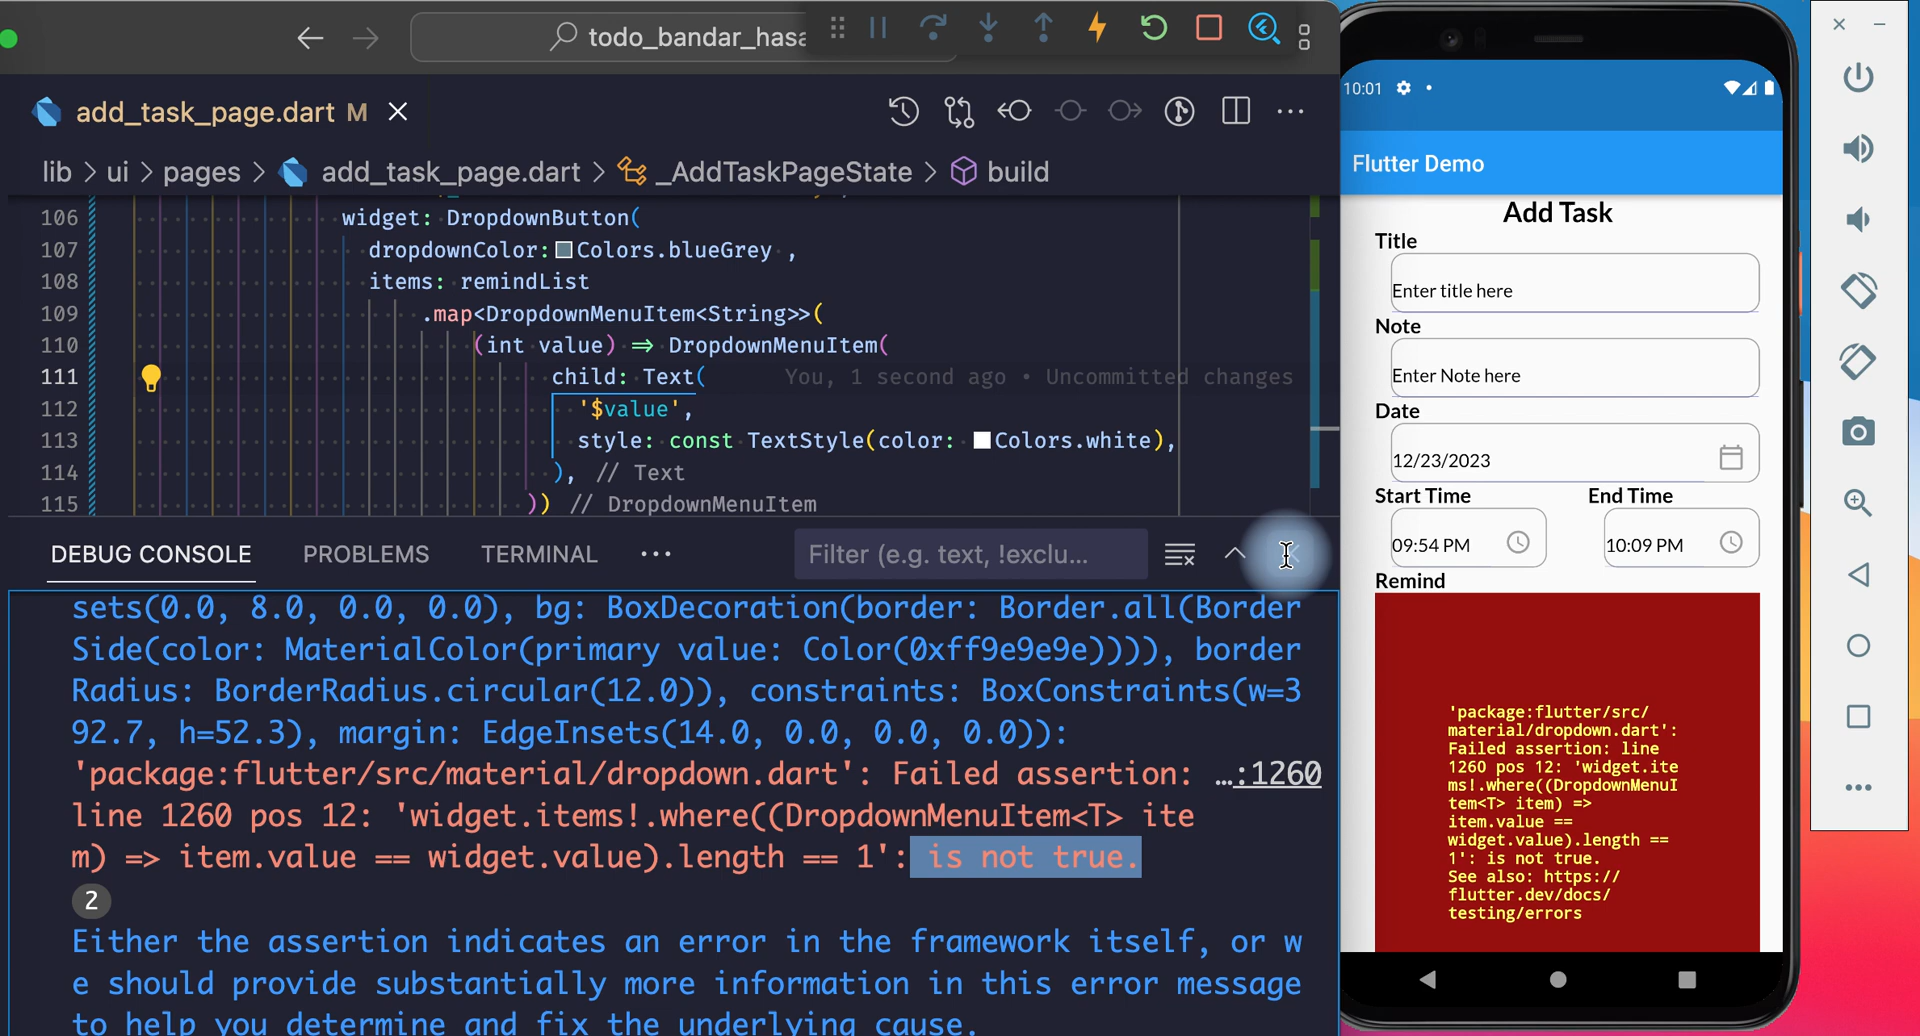 todo_bandar_hasa
add_task_page.dart M
lib > ui > pages > add_task_page.dart > _AddTaskPageState > build
106 widget: DropdownButton(
107 dropdownColor: Colors.blueGrey ,
108 items: remindList
109 .map<DropdownMenuItem<String>>(
110 (int value) => DropdownMenuItem(
111 child: Text( You, 1 second ago • Uncommitted changes
112 '$value',
113 style: const TextStyle(color: Colors.white),
114 ), // Text
115 )) // DropdownMenuItem
DEBUG CONSOLE PROBLEMS TERMINAL ... Filter (e.g. text, !exclu...
sets(0.0, 8.0, 0.0, 0.0), bg: BoxDecoration(border: Border.all(Border
Side(color: MaterialColor(primary value: Color(0xff9e9e9e)))), border
Radius: BorderRadius.circular(12.0)), constraints: BoxConstraints(w=3
92.7, h=52.3), margin: EdgeInsets(14.0, 0.0, 0.0, 0.0)):
'package:flutter/src/material/dropdown.dart': Failed assertion: …:1260
line 1260 pos 12: 'widget.items!.where((DropdownMenuItem<T> ite
m) => item.value == widget.value).length == 1': is not true.
2
Either the assertion indicates an error in the framework itself, or w
e should provide substantially more information in this error message
to help you determine and fix the underlying cause.
10:01
Flutter Demo
Add Task
Title
Enter title here
Note
Enter Note here
Date
12/23/2023
Start Time End Time
09:54 PM 10:09 PM
Remind
'package:flutter/src/
material/dropdown.dart':
Failed assertion: line
1260 pos 12: 'widget.ite
ms!.where((DropdownMenuI
tem<T> item) =>
item.value ==
widget.value).length ==
1': is not true.
See also: https://
flutter.dev/docs/
testing/errors